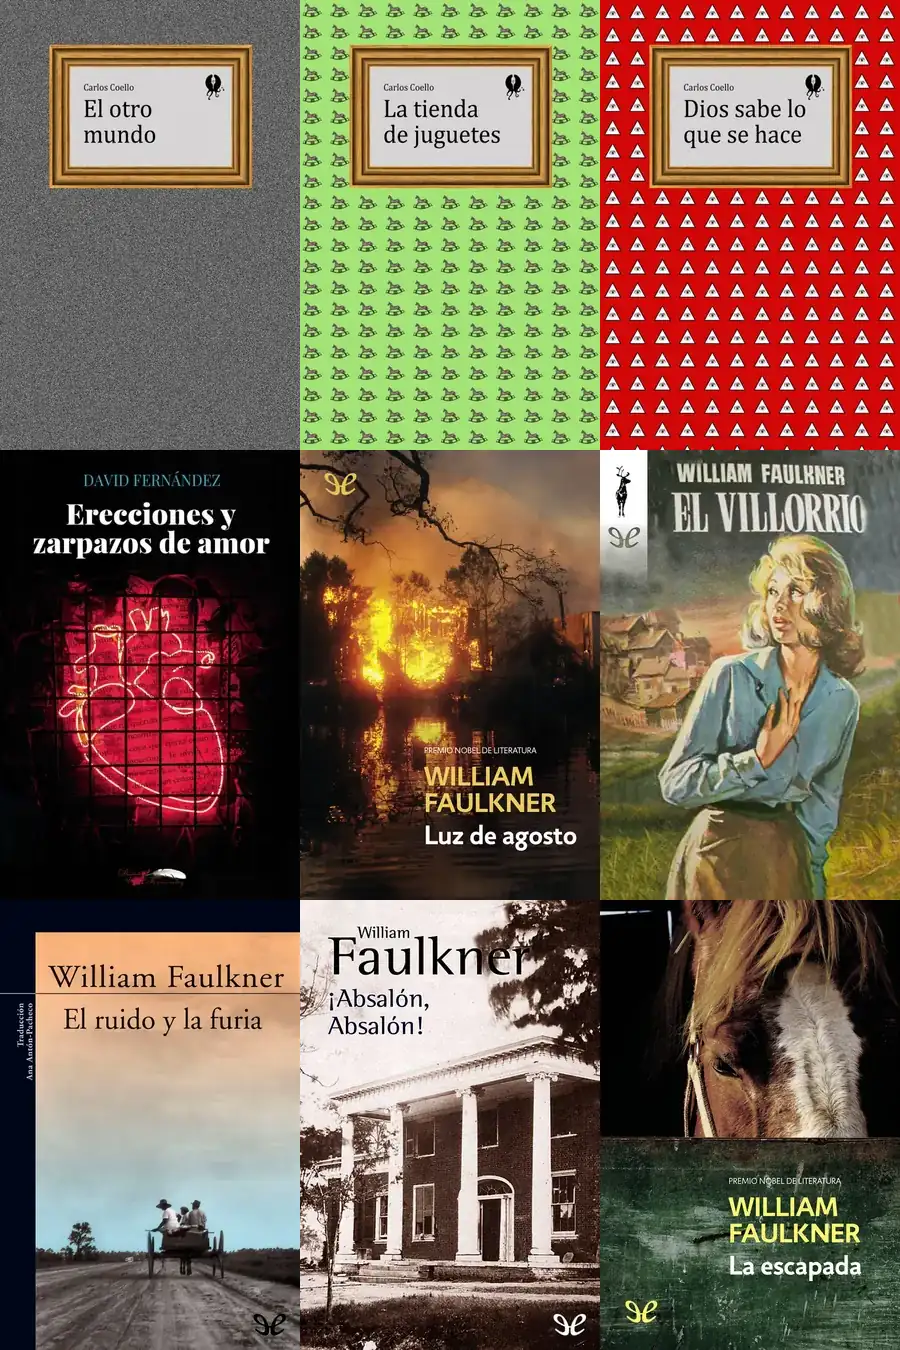 Carlos Coello
El otro
mundo
Carlos Coello
La tienda
de juguetes
Carlos Coello
Dios sabe lo
que se hace
DAVID FERNÁNDEZ
Erecciones y
zarpazos de amor
PREMIO NOBEL DE LITERATURA
WILLIAM
FAULKNER
Luz de agosto
WILLIAM FAULKNER
EL VILLORRIO
William Faulkner
El ruido y la furia
Traducción
Ana Antón-Pacheco
William
Faulkner
¡Absalón,
Absalón!
PREMIO NOBEL DE LITERATURA
WILLIAM
FAULKNER
La escapada